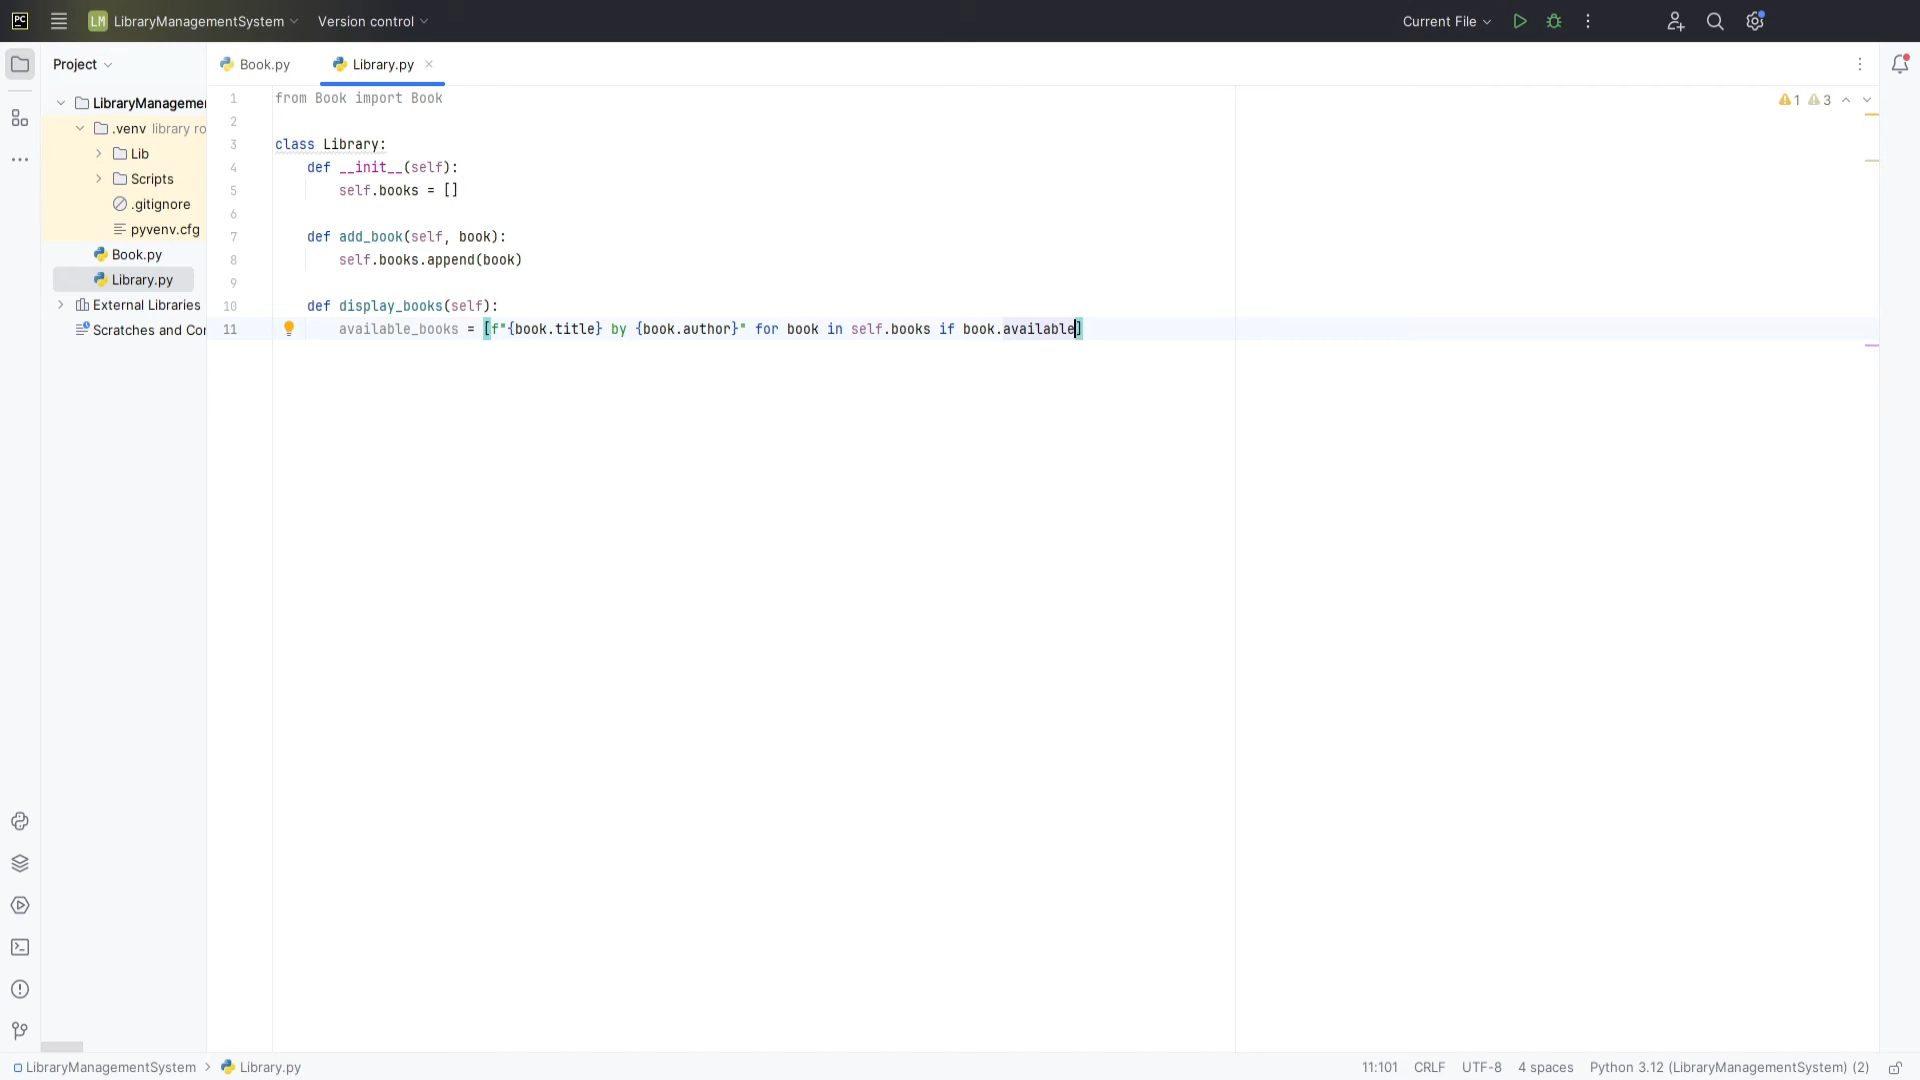 PC LM LibraryManagementSystem Version control Current File
Project Book.py Library.py
LibraryManagemer
.venv library ro
Lib
Scripts
.gitignore
pyvenv.cfg
Book.py
Library.py
External Libraries
Scratches and Cor
1 from Book import Book
2
3 class Library:
4 def __init__(self):
5 self.books = []
6
7 def add_book(self, book):
8 self.books.append(book)
9
10 def display_books(self):
11 available_books = [f"{book.title} by {book.author}" for book in self.books if book.available]
1 3
LibraryManagementSystem > Library.py 11:101 CRLF UTF-8 4 spaces Python 3.12 (LibraryManagementSystem) (2)